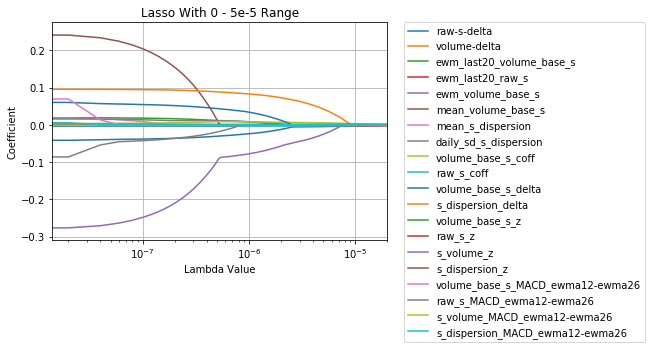 Lasso With 0 - 5e-5 Range
0.2
0.1
0.0
−0.1
−0.2
−0.3
Coefficient
10⁻⁷
10⁻⁶
10⁻⁵
Lambda Value
raw-s-delta
volume-delta
ewm_last20_volume_base_s
ewm_last20_raw_s
ewm_volume_base_s
mean_volume_base_s
mean_s_dispersion
daily_sd_s_dispersion
volume_base_s_coff
raw_s_coff
volume_base_s_delta
s_dispersion_delta
volume_base_s_z
raw_s_z
s_volume_z
s_dispersion_z
volume_base_s_MACD_ewma12-ewma26
raw_s_MACD_ewma12-ewma26
s_volume_MACD_ewma12-ewma26
s_dispersion_MACD_ewma12-ewma26